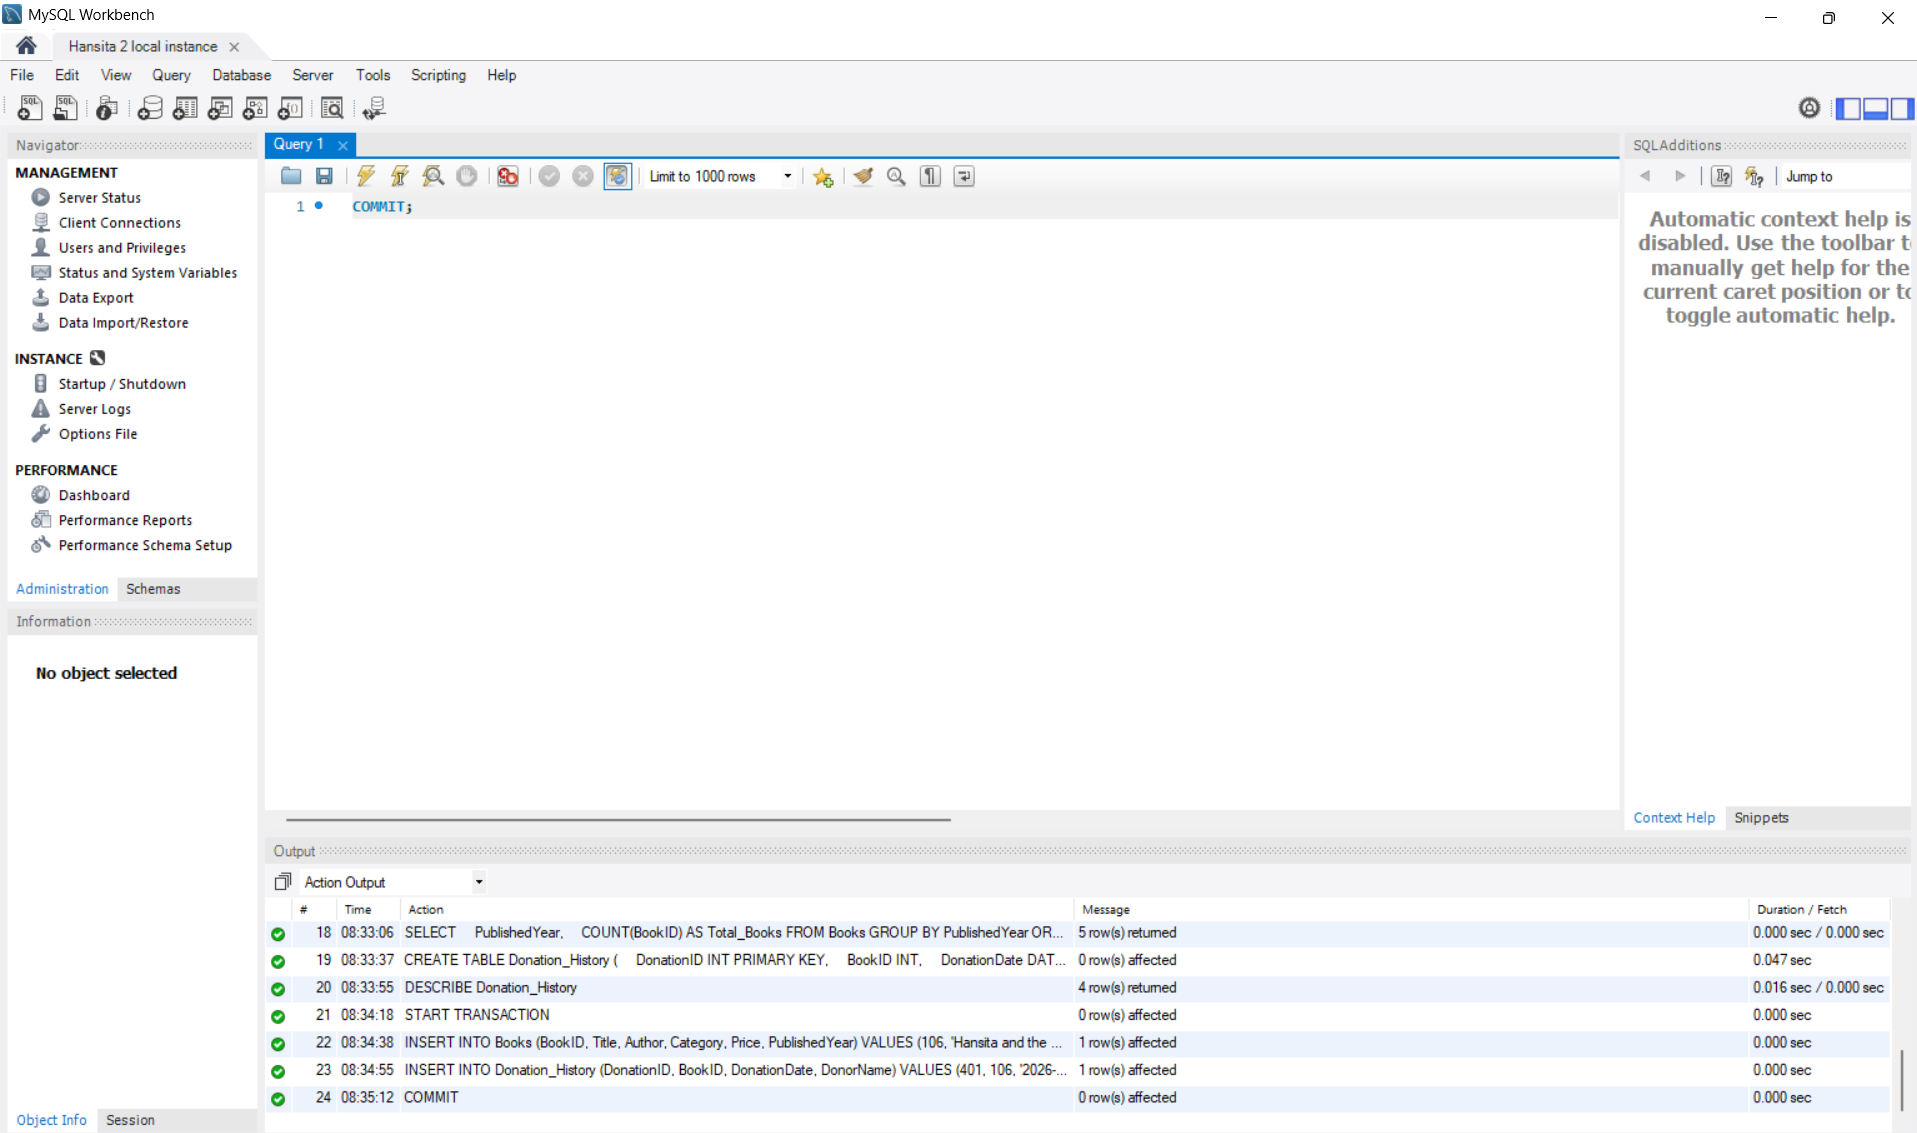 MySQL Workbench
Hansita 2 local instance
File Edit View Query Database Server Tools Scripting Help
Navigator
MANAGEMENT
Server Status
Client Connections
Users and Privileges
Status and System Variables
Data Export
Data Import/Restore
INSTANCE
Startup / Shutdown
Server Logs
Options File
PERFORMANCE
Dashboard
Performance Reports
Performance Schema Setup
Administration Schemas
Information
No object selected
Object Info Session
Query 1
Limit to 1000 rows
1 COMMIT;
SQLAdditions
Jump to
Automatic context help is
disabled. Use the toolbar t
manually get help for the
current caret position or to
toggle automatic help.
Context Help Snippets
Output
Action Output
# Time Action Message Duration / Fetch
18 08:33:06 SELECT PublishedYear, COUNT(BookID) AS Total_Books FROM Books GROUP BY PublishedYear OR... 5 row(s) returned 0.000 sec / 0.000 sec
19 08:33:37 CREATE TABLE Donation_History ( DonationID INT PRIMARY KEY, BookID INT, DonationDate DAT... 0 row(s) affected 0.047 sec
20 08:33:55 DESCRIBE Donation_History 4 row(s) returned 0.016 sec / 0.000 sec
21 08:34:18 START TRANSACTION 0 row(s) affected 0.000 sec
22 08:34:38 INSERT INTO Books (BookID, Title, Author, Category, Price, PublishedYear) VALUES (106, 'Hansita and the ... 1 row(s) affected 0.000 sec
23 08:34:55 INSERT INTO Donation_History (DonationID, BookID, DonationDate, DonorName) VALUES (401, 106, '2026-... 1 row(s) affected 0.000 sec
24 08:35:12 COMMIT 0 row(s) affected 0.000 sec